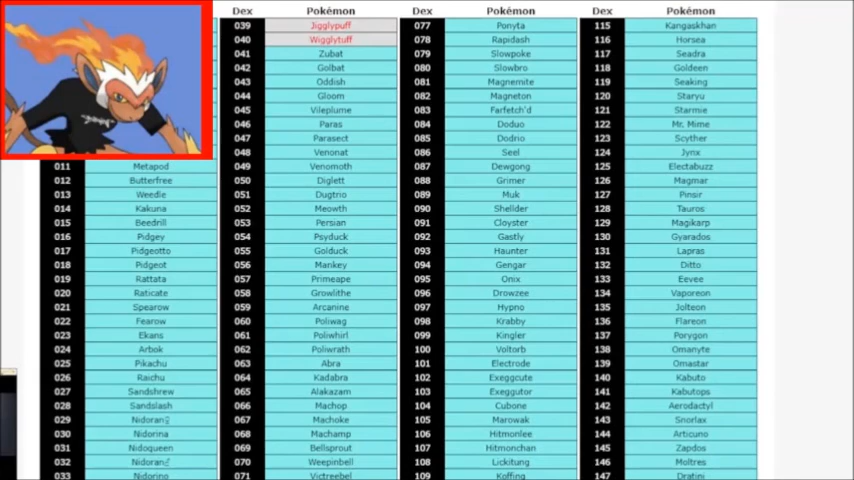 Dex Pokémon Dex Pokémon Dex Pokémon
039 Jigglypuff 077 Ponyta 115 Kangaskhan
040 Wigglytuff 078 Rapidash 116 Horsea
041 Zubat 079 Slowpoke 117 Seadra
042 Golbat 080 Slowbro 118 Goldeen
043 Oddish 081 Magnemite 119 Seaking
044 Gloom 082 Magneton 120 Staryu
045 Vileplume 083 Farfetch'd 121 Starmie
046 Paras 084 Doduo 122 Mr. Mime
047 Parasect 085 Dodrio 123 Scyther
048 Venonat 086 Seel 124 Jynx
011 Metapod 049 Venomoth 087 Dewgong 125 Electabuzz
012 Butterfree 050 Diglett 088 Grimer 126 Magmar
013 Weedle 051 Dugtrio 089 Muk 127 Pinsir
014 Kakuna 052 Meowth 090 Shellder 128 Tauros
015 Beedrill 053 Persian 091 Cloyster 129 Magikarp
016 Pidgey 054 Psyduck 092 Gastly 130 Gyarados
017 Pidgeotto 055 Golduck 093 Haunter 131 Lapras
018 Pidgeot 056 Mankey 094 Gengar 132 Ditto
019 Rattata 057 Primeape 095 Onix 133 Eevee
020 Raticate 058 Growlithe 096 Drowzee 134 Vaporeon
021 Spearow 059 Arcanine 097 Hypno 135 Jolteon
022 Fearow 060 Poliwag 098 Krabby 136 Flareon
023 Ekans 061 Poliwhirl 099 Kingler 137 Porygon
024 Arbok 062 Poliwrath 100 Voltorb 138 Omanyte
025 Pikachu 063 Abra 101 Electrode 139 Omastar
026 Raichu 064 Kadabra 102 Exeggcute 140 Kabuto
027 Sandshrew 065 Alakazam 103 Exeggutor 141 Kabutops
028 Sandslash 066 Machop 104 Cubone 142 Aerodactyl
029 Nidoran♀ 067 Machoke 105 Marowak 143 Snorlax
030 Nidorina 068 Machamp 106 Hitmonlee 144 Articuno
031 Nidoqueen 069 Bellsprout 107 Hitmonchan 145 Zapdos
032 Nidoran♂ 070 Weepinbell 108 Lickitung 146 Moltres
033 Nidorino 071 Victreebel 109 Koffing 147 Dratini